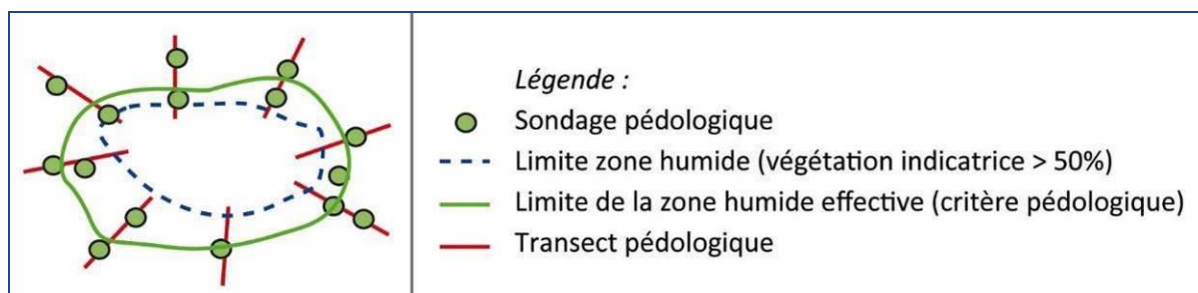 Légende :
Sondage pédologique
Limite zone humide (végétation indicatrice > 50%)
Limite de la zone humide effective (critère pédologique)
Transect pédologique